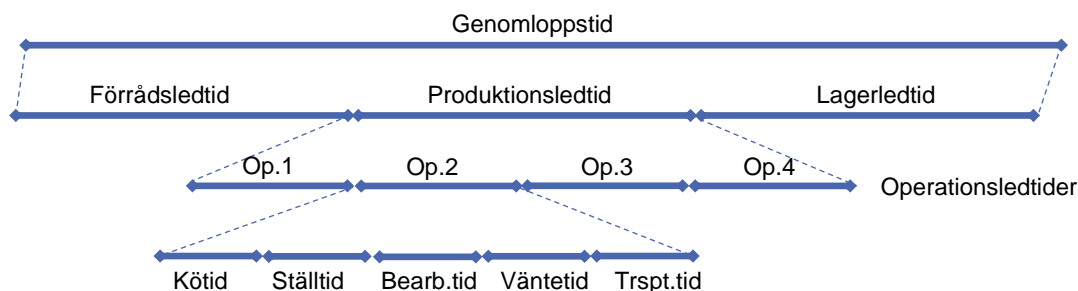 Genomloppstid
Förrådsledtid Produktionsledtid Lagerledtid
Op.1 Op.2 Op.3 Op.4
Operationsledtider
Kötid Ställtid Bearb.tid Väntetid Trspt.tid